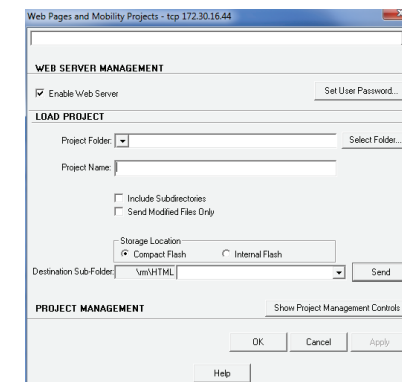 Web Pages and Mobility Projects - tcp 172.30.16.44
WEB SERVER MANAGEMENT
Enable Web Server
Set User Password...
LOAD PROJECT
Project Folder:
Select Folder...
Project Name:
Include Subdirectories
Send Modified Files Only
Storage Location
Compact Flash
Internal Flash
Destination Sub-Folder: \m\HTML
Send
PROJECT MANAGEMENT
Show Project Management Controls
OK
Cancel
Apply
Help